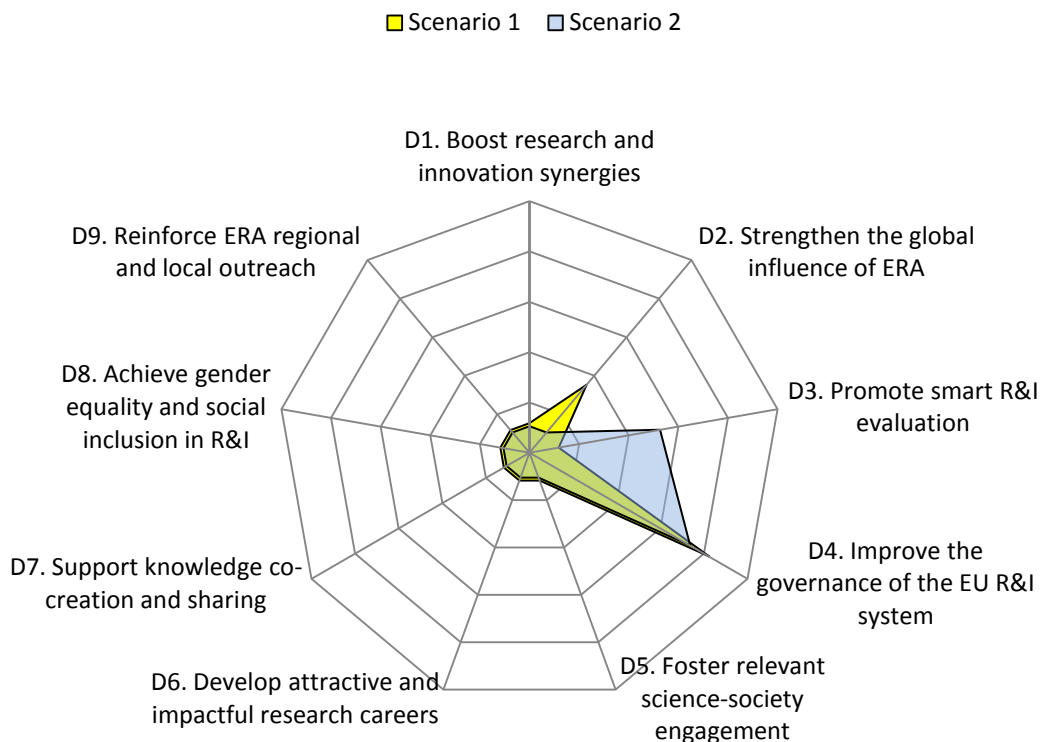 Scenario 1 Scenario 2
D1. Boost research and
innovation synergies
D2. Strengthen the global
influence of ERA
D3. Promote smart R&I
evaluation
D4. Improve the
governance of the EU R&I
system
D5. Foster relevant
science-society
engagement
D6. Develop attractive and
impactful research careers
D7. Support knowledge co-
creation and sharing
D8. Achieve gender
equality and social
inclusion in R&I
D9. Reinforce ERA regional
and local outreach